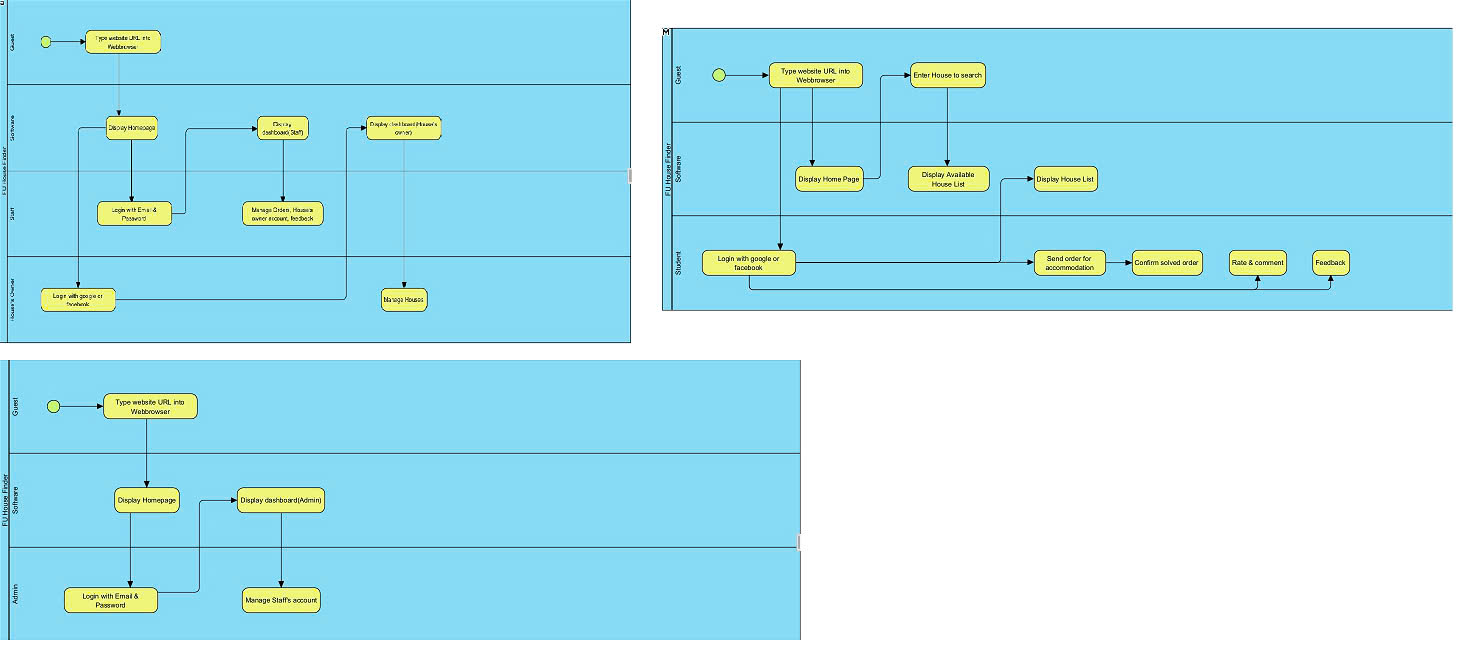 FU House Finder
Guest
Software
Staff
House's Owner
Type website URL into
Webbrowser
Display Homepage
Display
dashboard(Staff)
Display dashboard(House's
owner)
Login with Email &
Password
Manage Orders, House's
owner account, feedback
Login with google or
facebook
Manage Houses
M
FU House Finder
Guest
Software
Student
Type website URL into
Webbrowser
Enter House to search
Display Home Page
Display Available
House List
Display House List
Login with google or
facebook
Send order for
accommodation
Confirm solved order
Rate & comment
Feedback
FU House Finder
Guest
Software
Admin
Type website URL into
Webbrowser
Display Homepage
Display dashboard(Admin)
Login with Email &
Password
Manage Staff's account